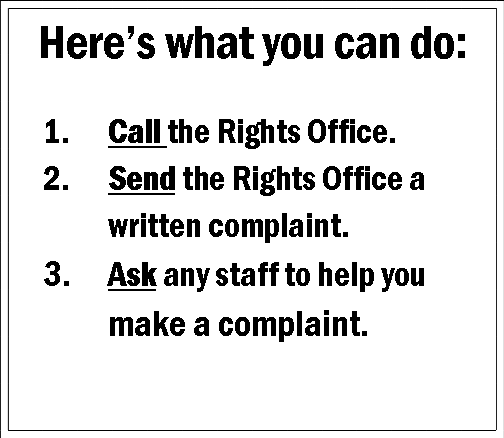 Here’s what you can do:
1. Call the Rights Office.
2. Send the Rights Office a
written complaint.
3. Ask any staff to help you
make a complaint.